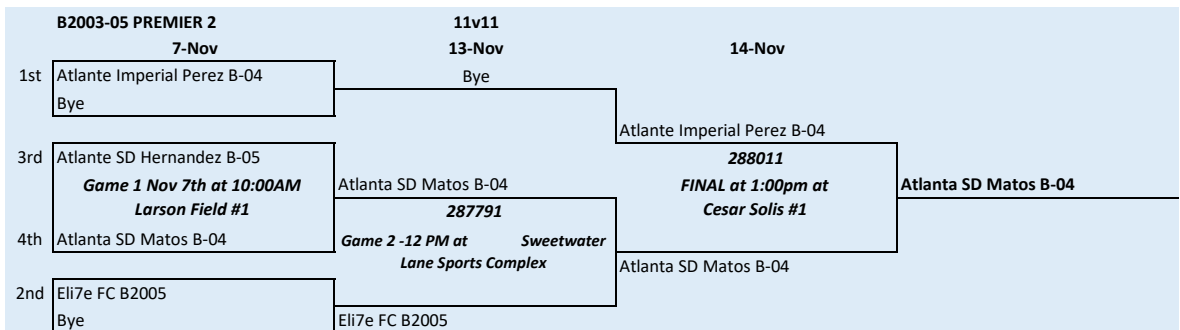 B2003-05 PREMIER 2 11v11
7-Nov 13-Nov 14-Nov
1st Atlante Imperial Perez B-04 Bye
Bye
Atlante Imperial Perez B-04
3rd Atlante SD Hernandez B-05 288011
Game 1 Nov 7th at 10:00AM Atlanta SD Matos B-04 FINAL at 1:00pm at Atlanta SD Matos B-04
Larson Field #1 287791 Cesar Solis #1
4th Atlanta SD Matos B-04 Game 2 -12 PM at Sweetwater
Lane Sports Complex
Atlanta SD Matos B-04
2nd Eli7e FC B2005
Bye Eli7e FC B2005